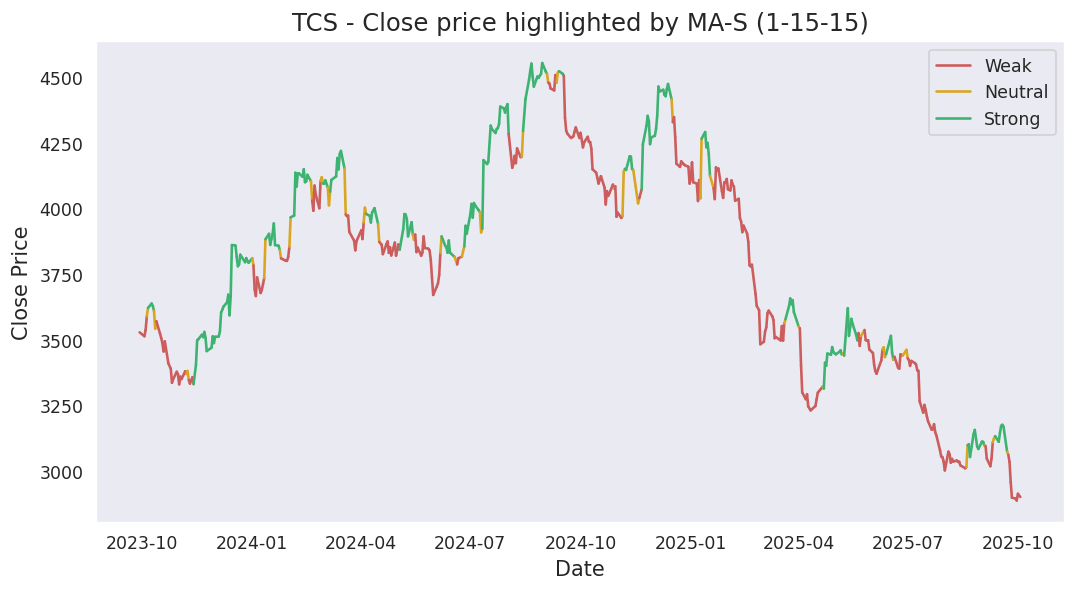 TCS - Close price highlighted by MA-S (1-15-15)
Weak
Neutral
Strong
Close Price
4500
4250
4000
3750
3500
3250
3000
2023-10 2024-01 2024-04 2024-07 2024-10 2025-01 2025-04 2025-07 2025-10
Date